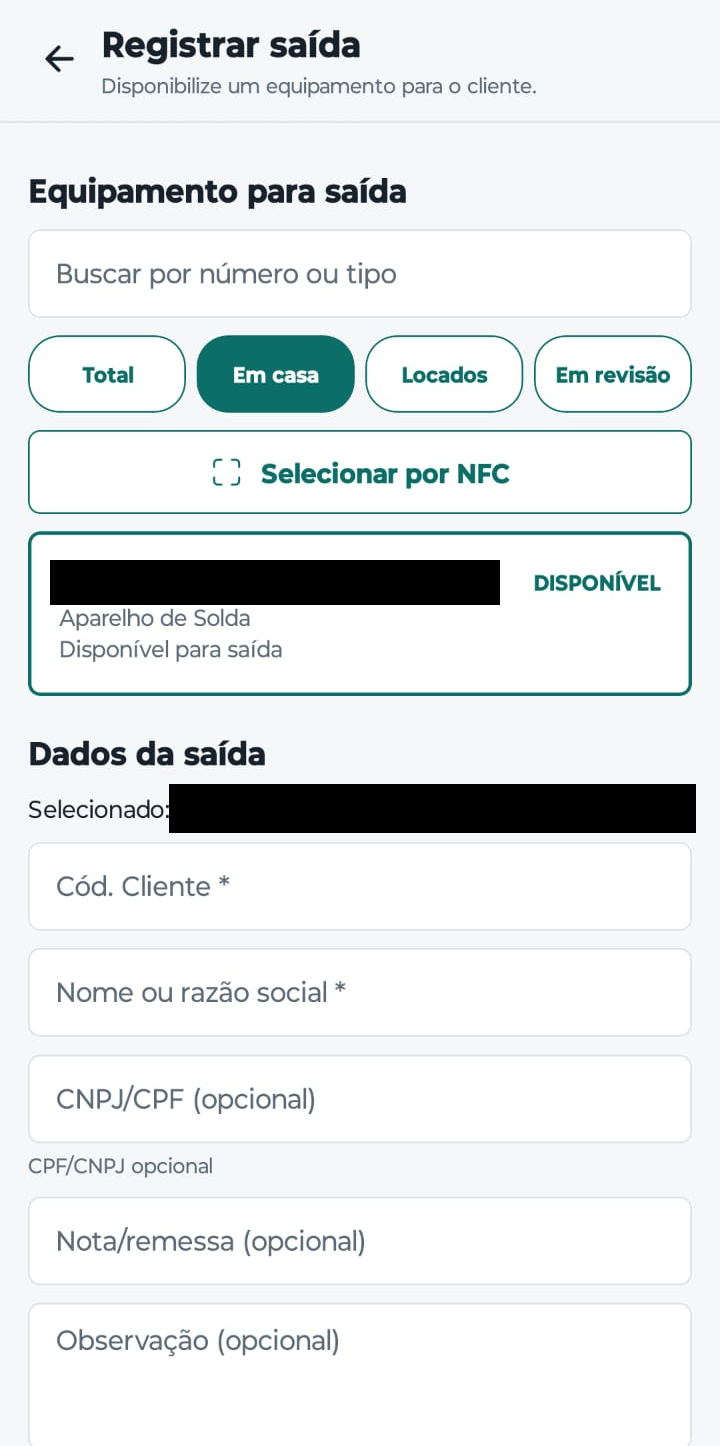 Registrar saída
Disponibilize um equipamento para o cliente.
Equipamento para saída
Buscar por número ou tipo
Total
Em casa
Locados
Em revisão
Selecionar por NFC
DISPONÍVEL
Aparelho de Solda
Disponível para saída
Dados da saída
Selecionado:
Cód. Cliente *
Nome ou razão social *
CNPJ/CPF (opcional)
CPF/CNPJ opcional
Nota/remessa (opcional)
Observação (opcional)